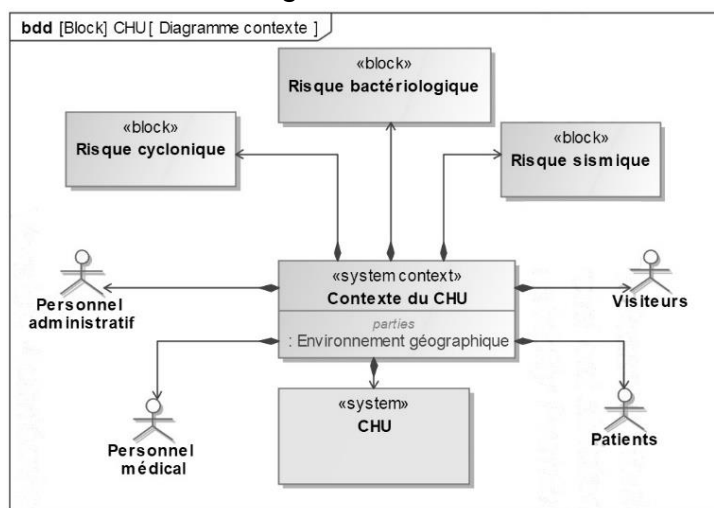 bdd [Block] CHU [ Diagramme contexte ]
«block»
Risque bactériologique
«block»
Risque cyclonique
«block»
Risque sismique
«system context»
Contexte du CHU
parties
: Environnement géographique
Personnel
administratif
Visiteurs
«system»
CHU
Personnel
médical
Patients